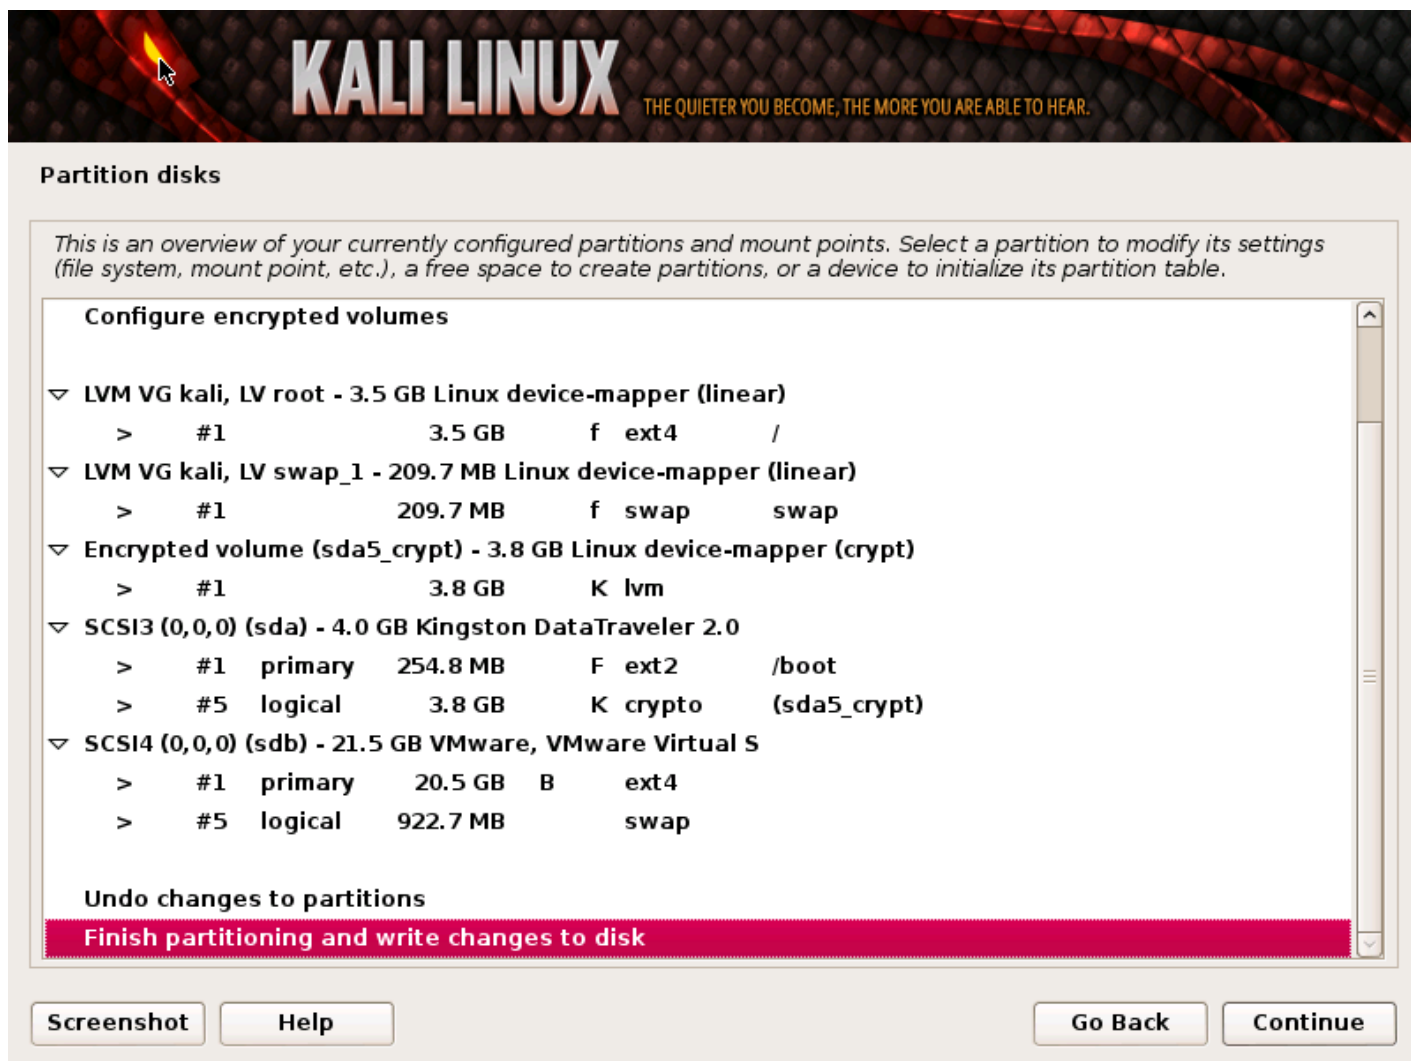 KALI LINUX THE QUIETER YOU BECOME, THE MORE YOU ARE ABLE TO HEAR.
Partition disks
This is an overview of your currently configured partitions and mount points. Select a partition to modify its settings
(file system, mount point, etc.), a free space to create partitions, or a device to initialize its partition table.
Configure encrypted volumes
LVM VG kali, LV root - 3.5 GB Linux device-mapper (linear)
> #1 3.5 GB f ext4 /
LVM VG kali, LV swap_1 - 209.7 MB Linux device-mapper (linear)
> #1 209.7 MB f swap swap
Encrypted volume (sda5_crypt) - 3.8 GB Linux device-mapper (crypt)
> #1 3.8 GB K lvm
SCSI3 (0,0,0) (sda) - 4.0 GB Kingston DataTraveler 2.0
> #1 primary 254.8 MB F ext2 /boot
> #5 logical 3.8 GB K crypto (sda5_crypt)
SCSI4 (0,0,0) (sdb) - 21.5 GB VMware, VMware Virtual S
> #1 primary 20.5 GB B ext4
> #5 logical 922.7 MB swap
Undo changes to partitions
Finish partitioning and write changes to disk
Screenshot Help Go Back Continue